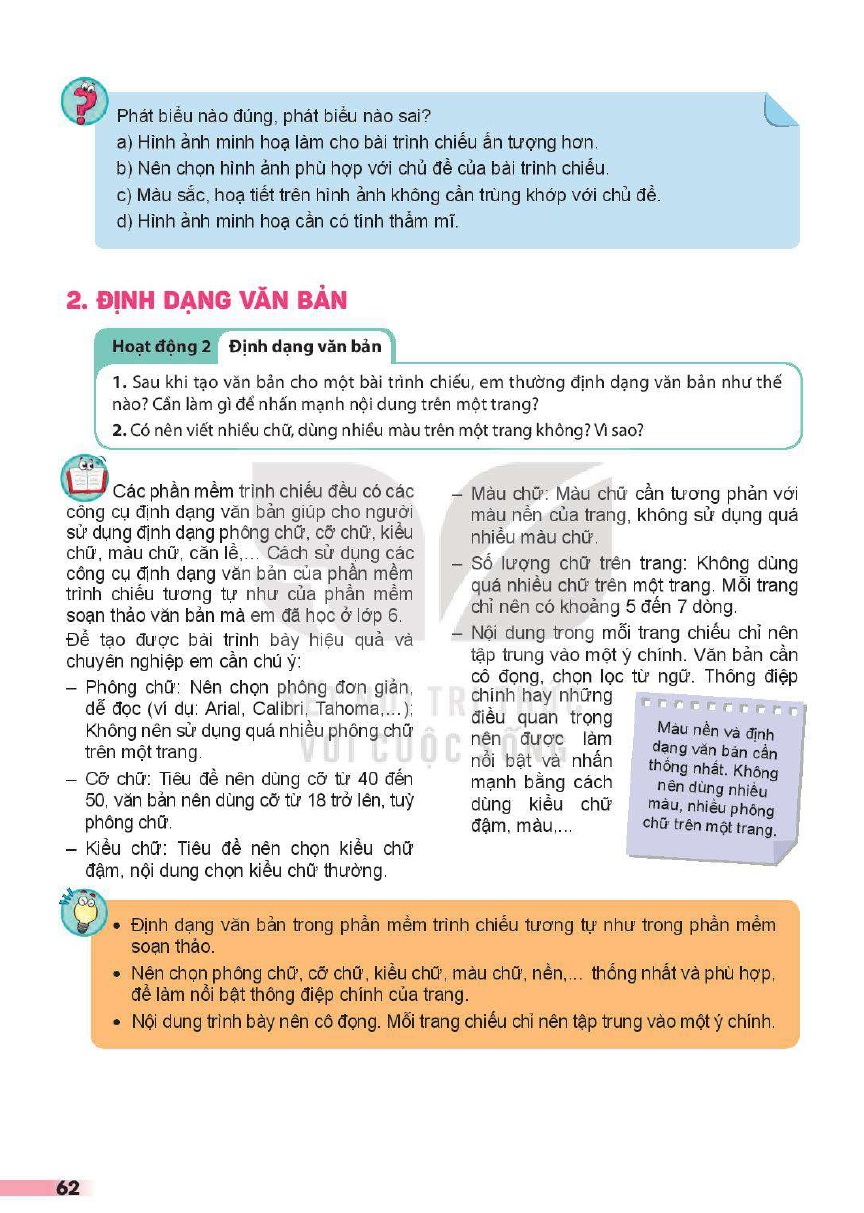 Phát biểu nào đúng, phát biểu nào sai?
a) Hình ảnh minh hoạ làm cho bài trình chiếu ấn tượng hơn.
b) Nên chọn hình ảnh phù hợp với chủ đề của bài trình chiếu.
c) Màu sắc, hoạ tiết trên hình ảnh không cần trùng khớp với chủ đề.
d) Hình ảnh minh hoạ cần có tính thẩm mĩ.
2. ĐỊNH DẠNG VĂN BẢN
Hoạt động 2 Định dạng văn bản
1. Sau khi tạo văn bản cho một bài trình chiếu, em thường định dạng văn bản như thế
nào? Cần làm gì để nhấn mạnh nội dung trên một trang?
2. Có nên viết nhiều chữ, dùng nhiều màu trên một trang không? Vì sao?
Các phần mềm trình chiếu đều có các
công cụ định dạng văn bản giúp cho người
sử dụng định dạng phông chữ, cỡ chữ, kiểu
chữ, màu chữ, căn lề,... Cách sử dụng các
công cụ định dạng văn bản của phần mềm
trình chiếu tương tự như của phần mềm
soạn thảo văn bản mà em đã học ở lớp 6.
Để tạo được bài trình bày hiệu quả và
chuyên nghiệp em cần chú ý:
– Phông chữ: Nên chọn phông đơn giản,
dễ đọc (ví dụ: Arial, Calibri, Tahoma,...);
Không nên sử dụng quá nhiều phông chữ
trên một trang.
– Cỡ chữ: Tiêu đề nên dùng cỡ từ 40 đến
50, văn bản nên dùng cỡ từ 18 trở lên, tuỳ
phông chữ.
– Kiểu chữ: Tiêu đề nên chọn kiểu chữ
đậm, nội dung chọn kiểu chữ thường.
– Màu chữ: Màu chữ cần tương phản với
màu nền của trang, không sử dụng quá
nhiều màu chữ.
– Số lượng chữ trên trang: Không dùng
quá nhiều chữ trên một trang. Mỗi trang
chỉ nên có khoảng 5 đến 7 dòng.
– Nội dung trong mỗi trang chiếu chỉ nên
tập trung vào một ý chính. Văn bản cần
cô đọng, chọn lọc từ ngữ. Thông điệp
chính hay những
điều quan trọng
nên được làm
nổi bật và nhấn
mạnh bằng cách
dùng kiểu chữ
đậm, màu,...
Màu nền và định
dạng văn bản cần
thống nhất. Không
nên dùng nhiều
màu, nhiều phông
chữ trên một trang.
KẾT NỐI TRI THỨC
VỚI CUỘC SỐNG
• Định dạng văn bản trong phần mềm trình chiếu tương tự như trong phần mềm
soạn thảo.
• Nên chọn phông chữ, cỡ chữ, kiểu chữ, màu chữ, nền,... thống nhất và phù hợp,
để làm nổi bật thông điệp chính của trang.
• Nội dung trình bày nên cô đọng. Mỗi trang chiếu chỉ nên tập trung vào một ý chính.
62